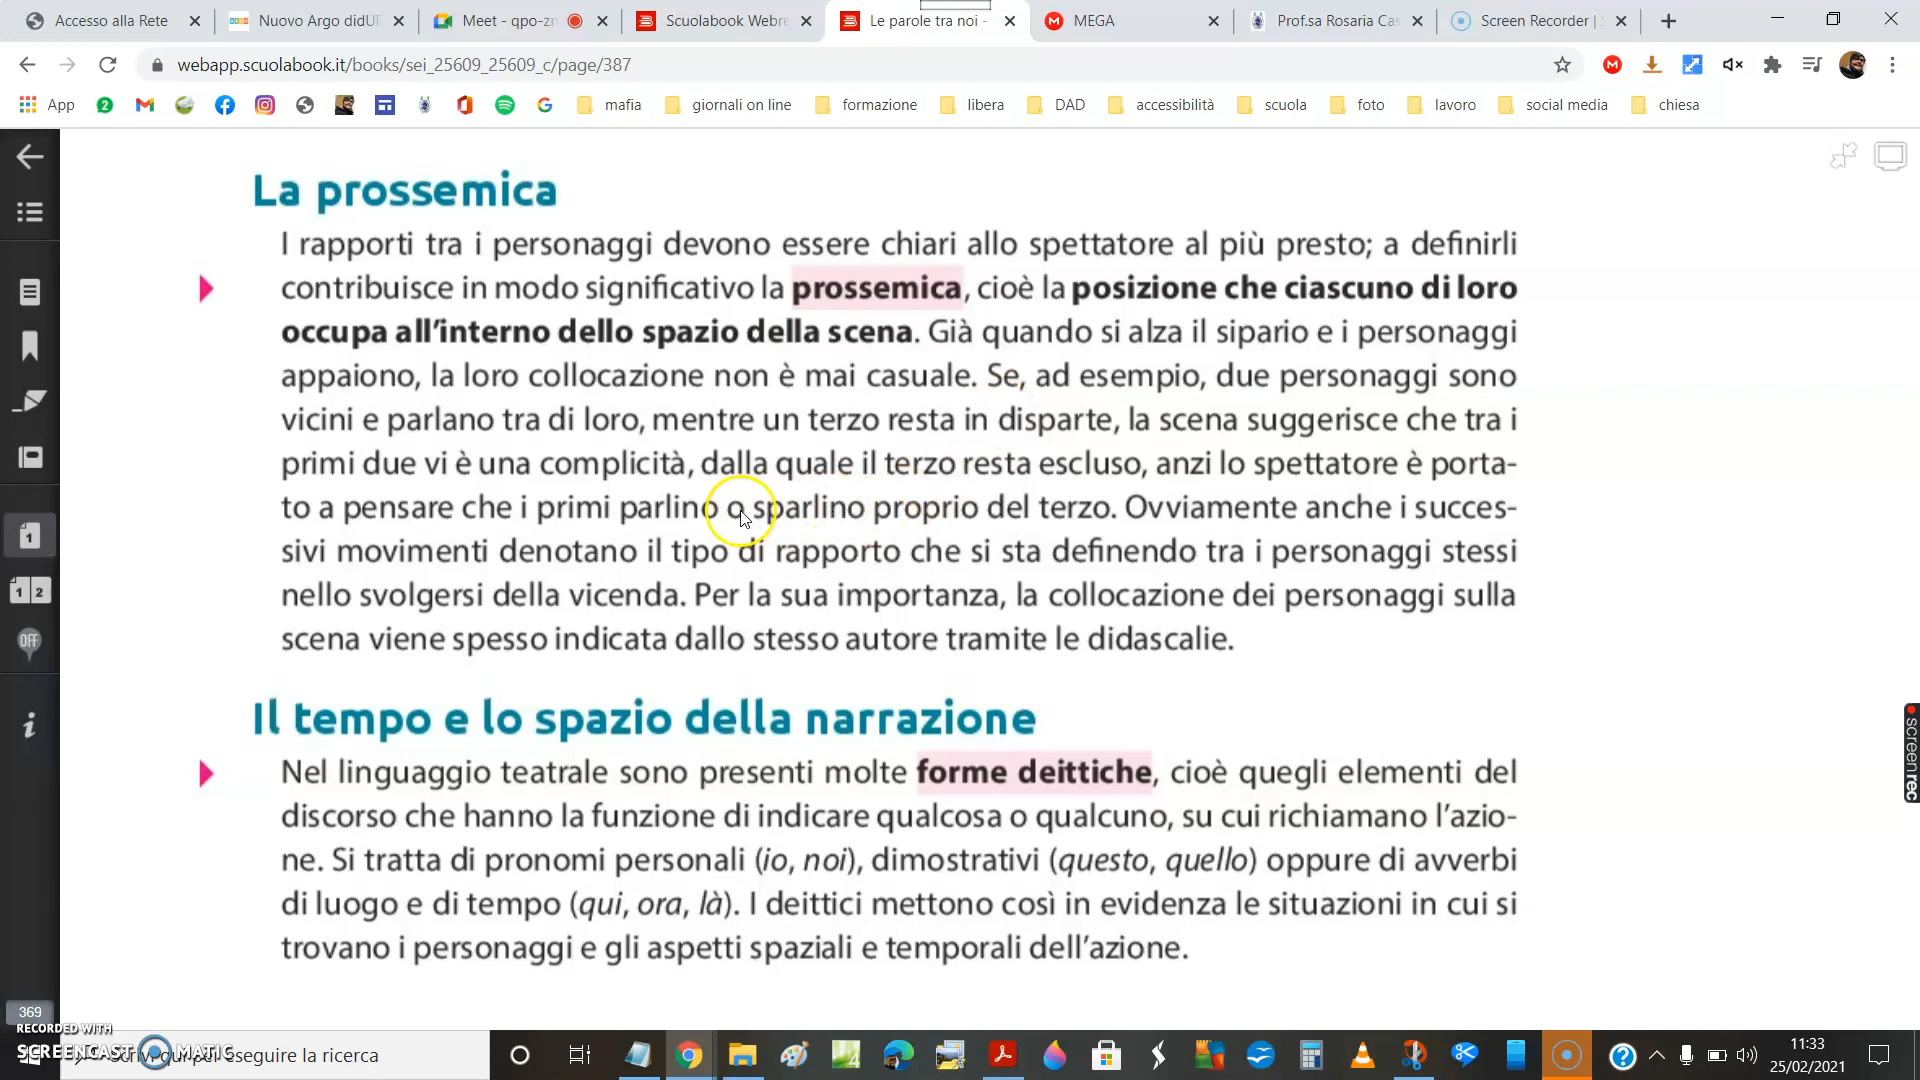 Accesso alla Rete
Nuovo Argo didUP
Meet - qpo-zn
Scuolabook Webre
Le parole tra noi -
MEGA
Prof.sa Rosaria Cas
Screen Recorder | S
webapp.scuolabook.it/books/sei_25609_25609_c/page/387
App
mafia
giornali on line
formazione
libera
DAD
accessibilità
scuola
foto
lavoro
social media
chiesa
La prossemica
I rapporti tra i personaggi devono essere chiari allo spettatore al più presto; a definirli
contribuisce in modo significativo la prossemica, cioè la posizione che ciascuno di loro
occupa all'interno dello spazio della scena. Già quando si alza il sipario e i personaggi
appaiono, la loro collocazione non è mai casuale. Se, ad esempio, due personaggi sono
vicini e parlano tra di loro, mentre un terzo resta in disparte, la scena suggerisce che tra i
primi due vi è una complicità, dalla quale il terzo resta escluso, anzi lo spettatore è porta-
to a pensare che i primi parlino o sparlino proprio del terzo. Ovviamente anche i succes-
sivi movimenti denotano il tipo di rapporto che si sta definendo tra i personaggi stessi
nello svolgersi della vicenda. Per la sua importanza, la collocazione dei personaggi sulla
scena viene spesso indicata dallo stesso autore tramite le didascalie.
Il tempo e lo spazio della narrazione
Nel linguaggio teatrale sono presenti molte forme deittiche, cioè quegli elementi del
discorso che hanno la funzione di indicare qualcosa o qualcuno, su cui richiamano l'azio-
ne. Si tratta di pronomi personali (io, noi), dimostrativi (questo, quello) oppure di avverbi
di luogo e di tempo (qui, ora, là). I deittici mettono così in evidenza le situazioni in cui si
trovano i personaggi e gli aspetti spaziali e temporali dell'azione.
1
1 2
OFF
369
screenrec
RECORDED WITH
SCREENCAST MATIC
Scrivi qui per eseguire la ricerca
11:33
25/02/2021